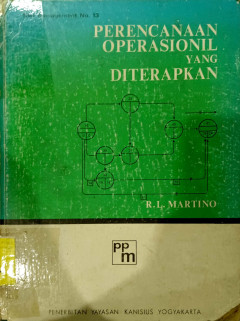 PERENCANAAN
OPERASIONIL
YANG
DITERAPKAN
R. L. MARTINO
ppm
PENERBITAN YAYASAN KANISIUS YOGYAKARTA.